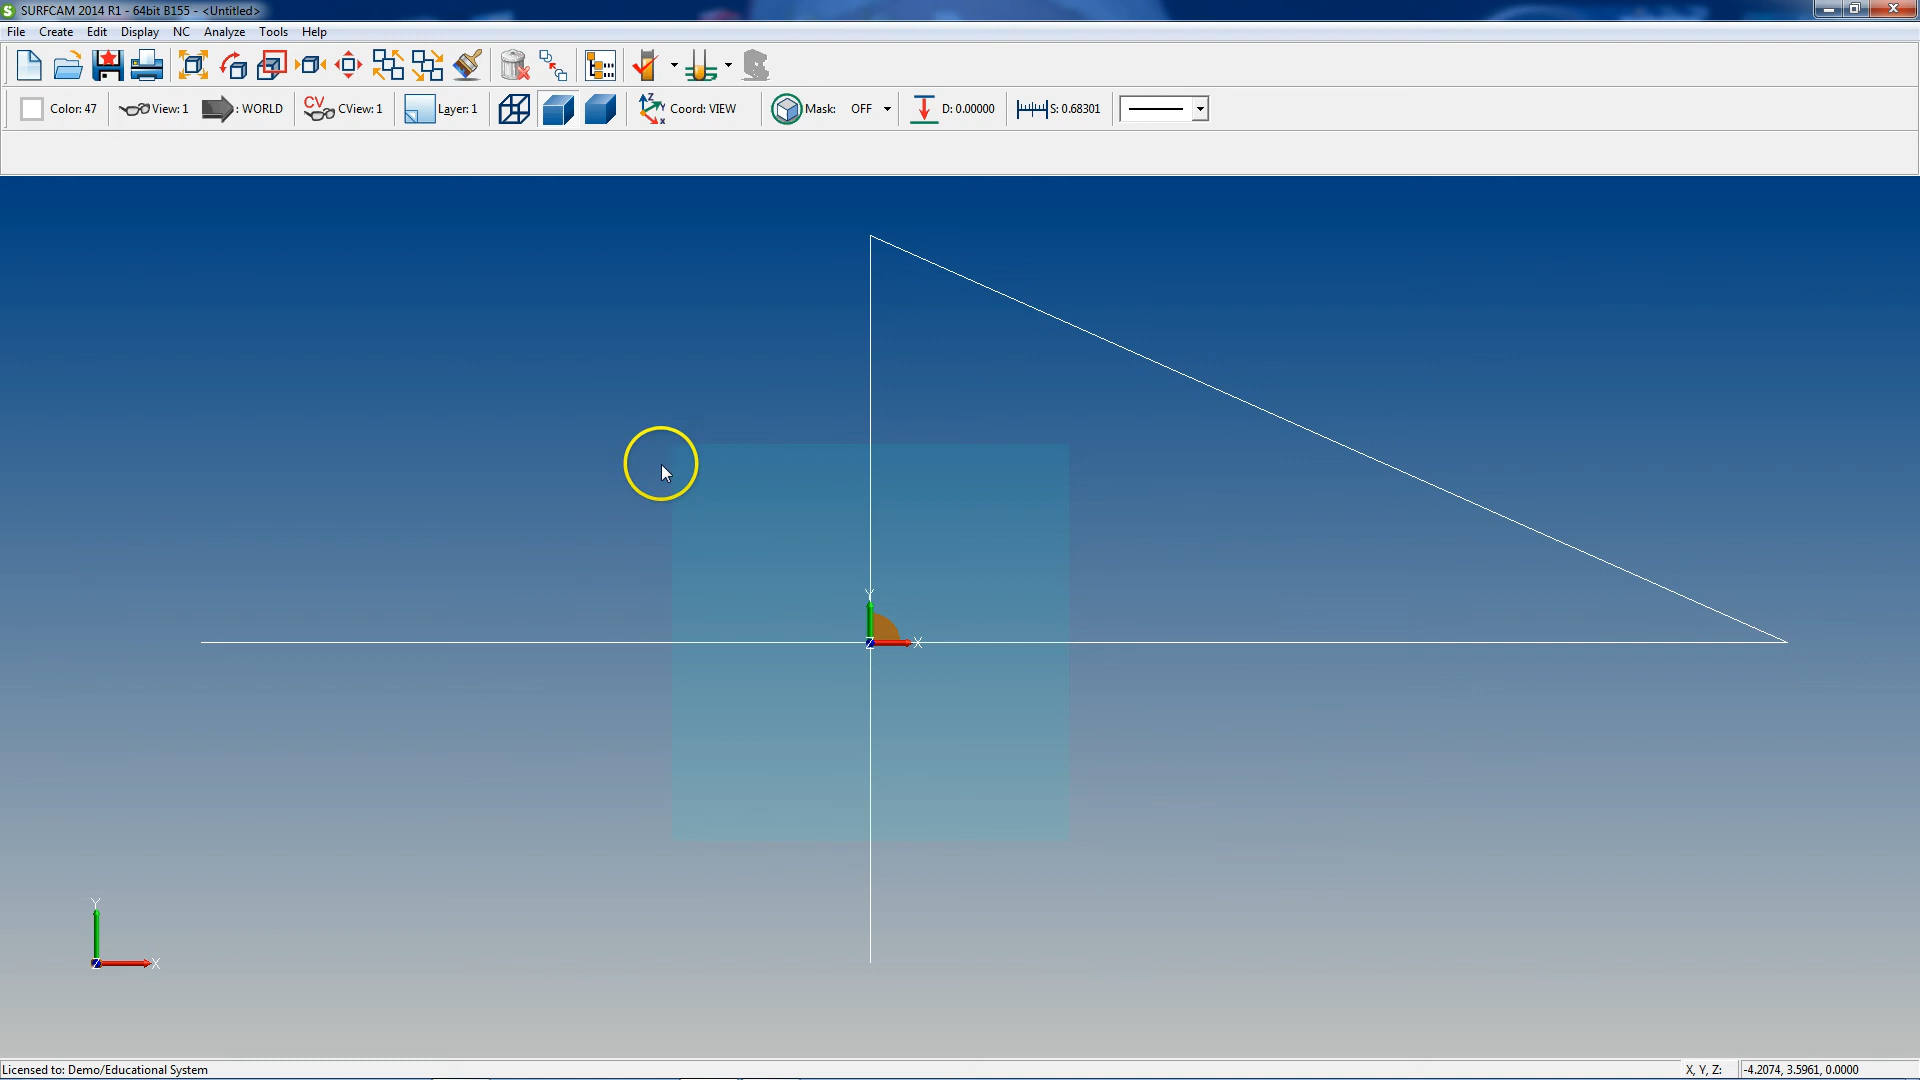 SURFCAM 2014 R1 - 64bit B155 - <Untitled>
File Edit Display NC Analyze Tools Help
Color: 47 View: 1 : WORLD CV CView: 1 Layer: 1 Z Y X Coord: VIEW Mask: OFF D: 0.00000 S: 0.68301
Y
Z X
Y
Z X
Licensed to: Demo/Educational System X, Y, Z: -4.2074, 3.5961, 0.0000